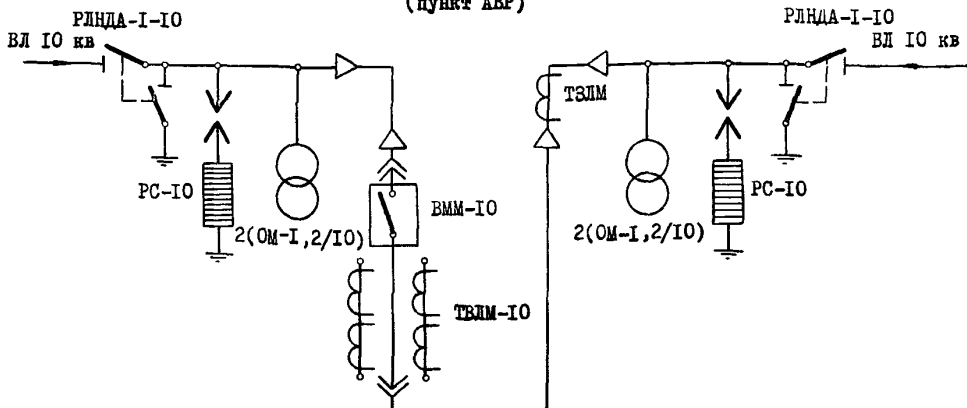 (пункт АВР)
РЛНДА-I-IO
РЛНДА-I-IO
ВЛ IO кв
ВЛ IO кв
ТЗЛМ
РС-IO
ВММ-IO
РС-IO
2(ОМ-I,2/IO)
2(ОМ-I,2/IO)
ТВЛМ-IO